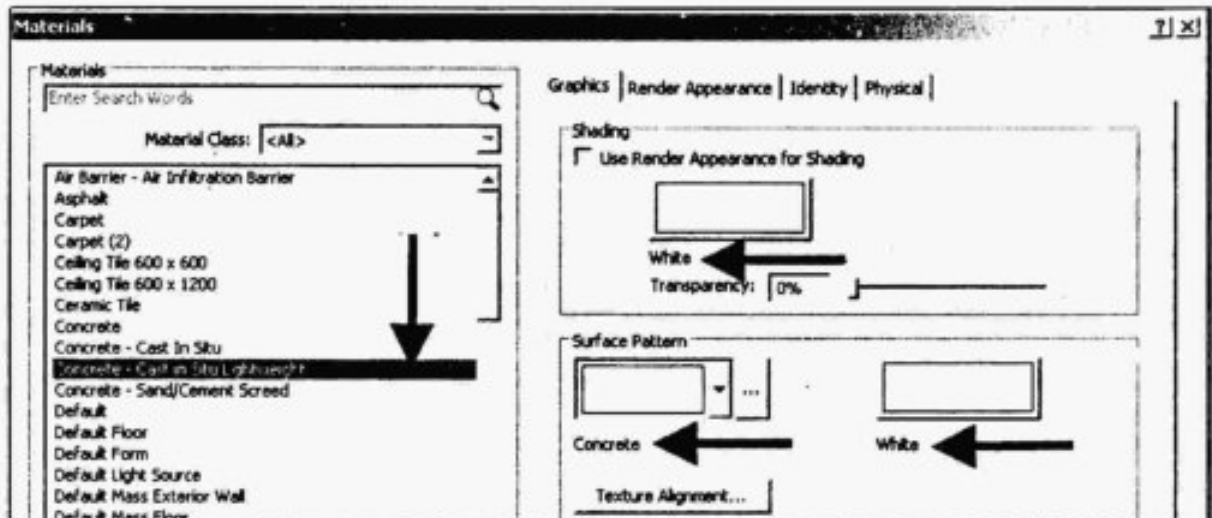 Materials
? ×
Materials
Enter Search Words
Material Class: <All>
Air Barrier - Air Infiltration Barrier
Asphalt
Carpet
Carpet (2)
Ceiling Tile 600 x 600
Ceiling Tile 600 x 1200
Ceramic Tile
Concrete
Concrete - Cast In Situ
Concrete - Cast in Situ Lightweight
Concrete - Sand/Cement Screed
Default
Default Floor
Default Form
Default Light Source
Default Mass Exterior Wall
Default Mass Floor
Graphics | Render Appearance | Identity | Physical |
Shading
Use Render Appearance for Shading
White
Transparency: 0%
Surface Pattern
...
Concrete White
Texture Alignment...